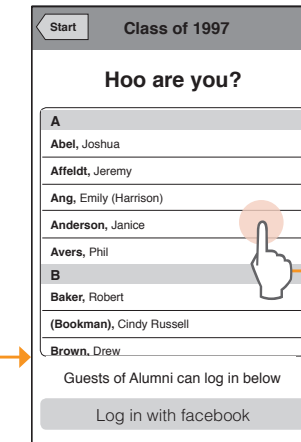 Start
Class of 1997
Hoo are you?
A
Abel, Joshua
Affeldt, Jeremy
Ang, Emily (Harrison)
Anderson, Janice
Avers, Phil
B
Baker, Robert
(Bookman), Cindy Russell
Brown, Drew
Guests of Alumni can log in below
Log in with facebook